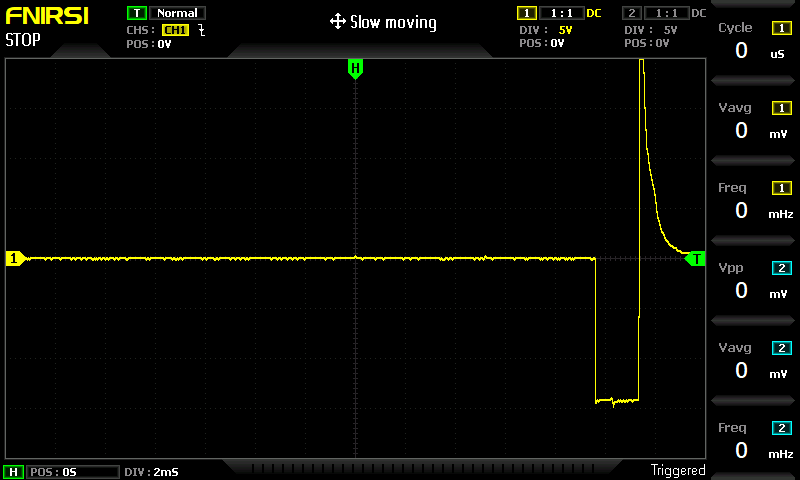 FNIRSI
STOP
T Normal
CHS: CH1
POS: 0V
Slow moving
1 1:1 DC
DIV: 5V
POS: 0V
2 1:1 DC
DIV: 5V
POS: 0V
H
1
T
Cycle 1
0 uS
Vavg 1
0 mV
Freq 1
0 mHz
Vpp 2
0 mV
Vavg 2
0 mV
Freq 2
0 mHz
H POS: 0S DIV: 2mS
Triggered